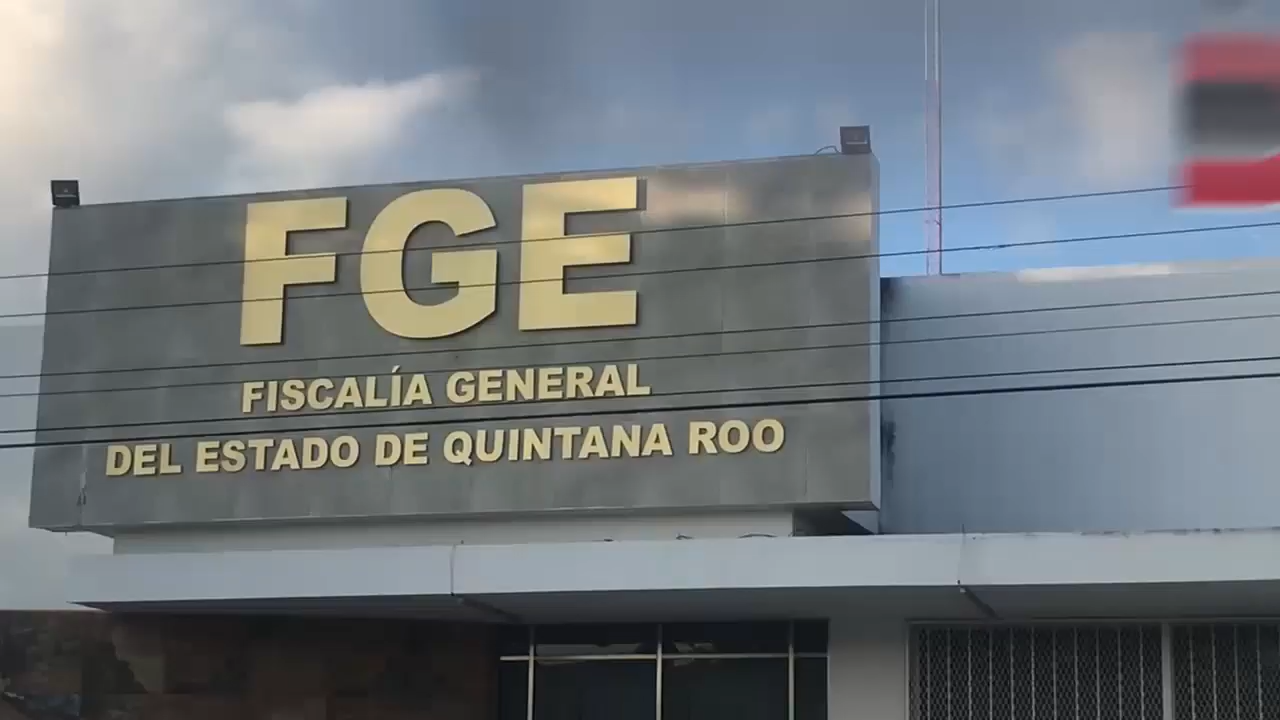 FGE
FISCALÍA GENERAL
DEL ESTADO DE QUINTANA ROO